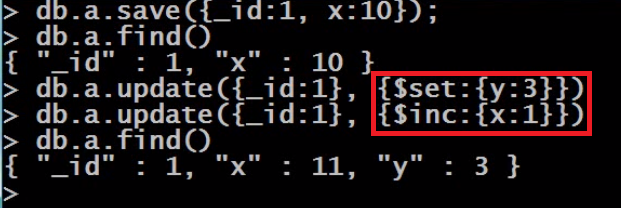 > db.a.save({_id:1, x:10});
> db.a.find()
{ "_id" : 1, "x" : 10 }
> db.a.update({_id:1}, {$set:{y:3}})
> db.a.update({_id:1}, {$inc:{x:1}})
> db.a.find()
{ "_id" : 1, "x" : 11, "y" : 3 }
>